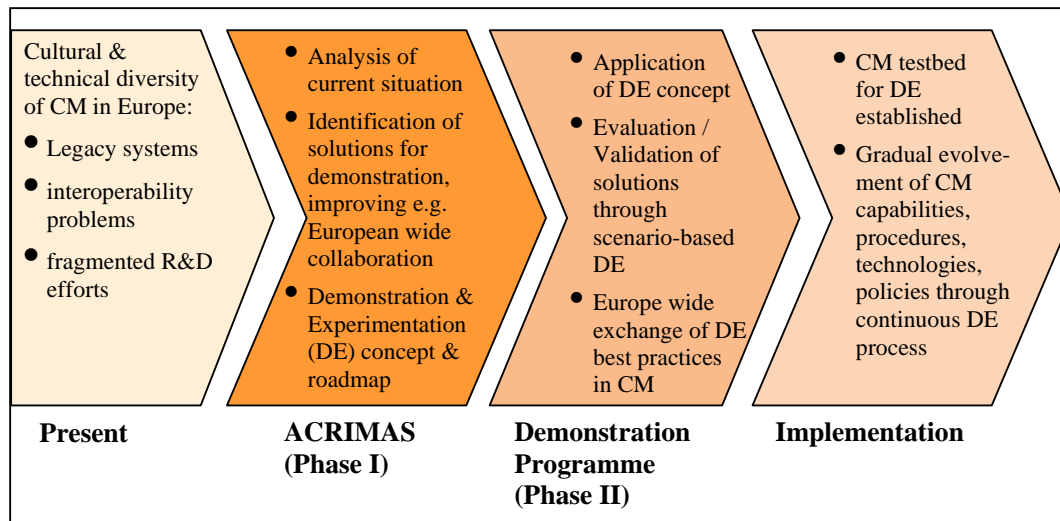 Cultural &
technical diversity
of CM in Europe:
● Legacy systems
● interoperability
problems
● fragmented R&D
efforts
● Analysis of
current situation
● Identification of
solutions for
demonstration,
improving e.g.
European wide
collaboration
● Demonstration &
Experimentation
(DE) concept &
roadmap
● Application
of DE concept
● Evaluation /
Validation of
solutions
through
scenario-based
DE
● Europe wide
exchange of DE
best practices
in CM
● CM testbed
for DE
established
● Gradual evolve-
ment of CM
capabilities,
procedures,
technologies,
policies through
continuous DE
process
Present
ACRIMAS
(Phase I)
Demonstration
Programme
(Phase II)
Implementation